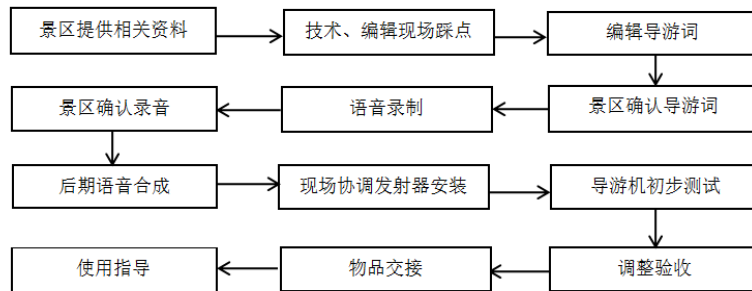 景区提供相关资料
技术、编辑现场踩点
编辑导游词
景区确认导游词
语音录制
景区确认录音
后期语音合成
现场协调发射器安装
导游机初步测试
调整验收
物品交接
使用指导